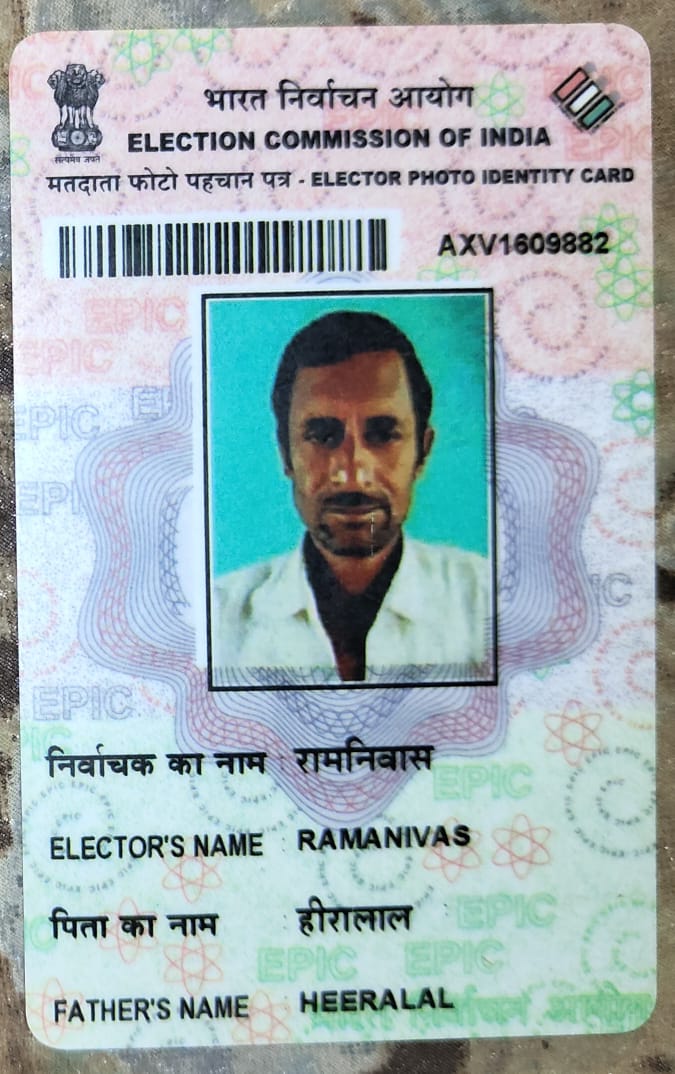 भारत निर्वाचन आयोग
ELECTION COMMISSION OF INDIA
सत्यमेव जयते
मतदाता फोटो पहचान पत्र - ELECTOR PHOTO IDENTITY CARD
AXV1609882
निर्वाचक का नाम : रामनिवास
ELECTOR'S NAME : RAMANIVAS
पिता का नाम : हीरालाल
FATHER'S NAME : HEERALAL